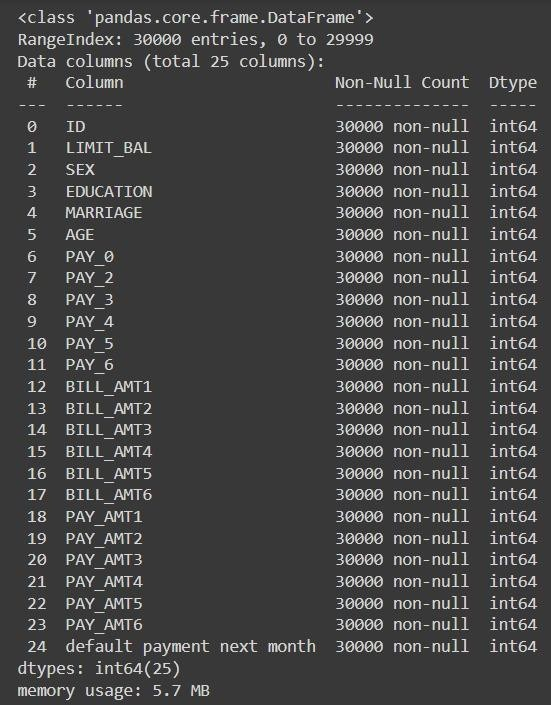 <class 'pandas.core.frame.DataFrame'>
RangeIndex: 30000 entries, 0 to 29999
Data columns (total 25 columns):
 #   Column                      Non-Null Count  Dtype
---  ------                      --------------  -----
 0   ID                          30000 non-null  int64
 1   LIMIT_BAL                   30000 non-null  int64
 2   SEX                         30000 non-null  int64
 3   EDUCATION                   30000 non-null  int64
 4   MARRIAGE                    30000 non-null  int64
 5   AGE                         30000 non-null  int64
 6   PAY_0                       30000 non-null  int64
 7   PAY_2                       30000 non-null  int64
 8   PAY_3                       30000 non-null  int64
 9   PAY_4                       30000 non-null  int64
 10  PAY_5                       30000 non-null  int64
 11  PAY_6                       30000 non-null  int64
 12  BILL_AMT1                   30000 non-null  int64
 13  BILL_AMT2                   30000 non-null  int64
 14  BILL_AMT3                   30000 non-null  int64
 15  BILL_AMT4                   30000 non-null  int64
 16  BILL_AMT5                   30000 non-null  int64
 17  BILL_AMT6                   30000 non-null  int64
 18  PAY_AMT1                    30000 non-null  int64
 19  PAY_AMT2                    30000 non-null  int64
 20  PAY_AMT3                    30000 non-null  int64
 21  PAY_AMT4                    30000 non-null  int64
 22  PAY_AMT5                    30000 non-null  int64
 23  PAY_AMT6                    30000 non-null  int64
 24  default payment next month  30000 non-null  int64
dtypes: int64(25)
memory usage: 5.7 MB